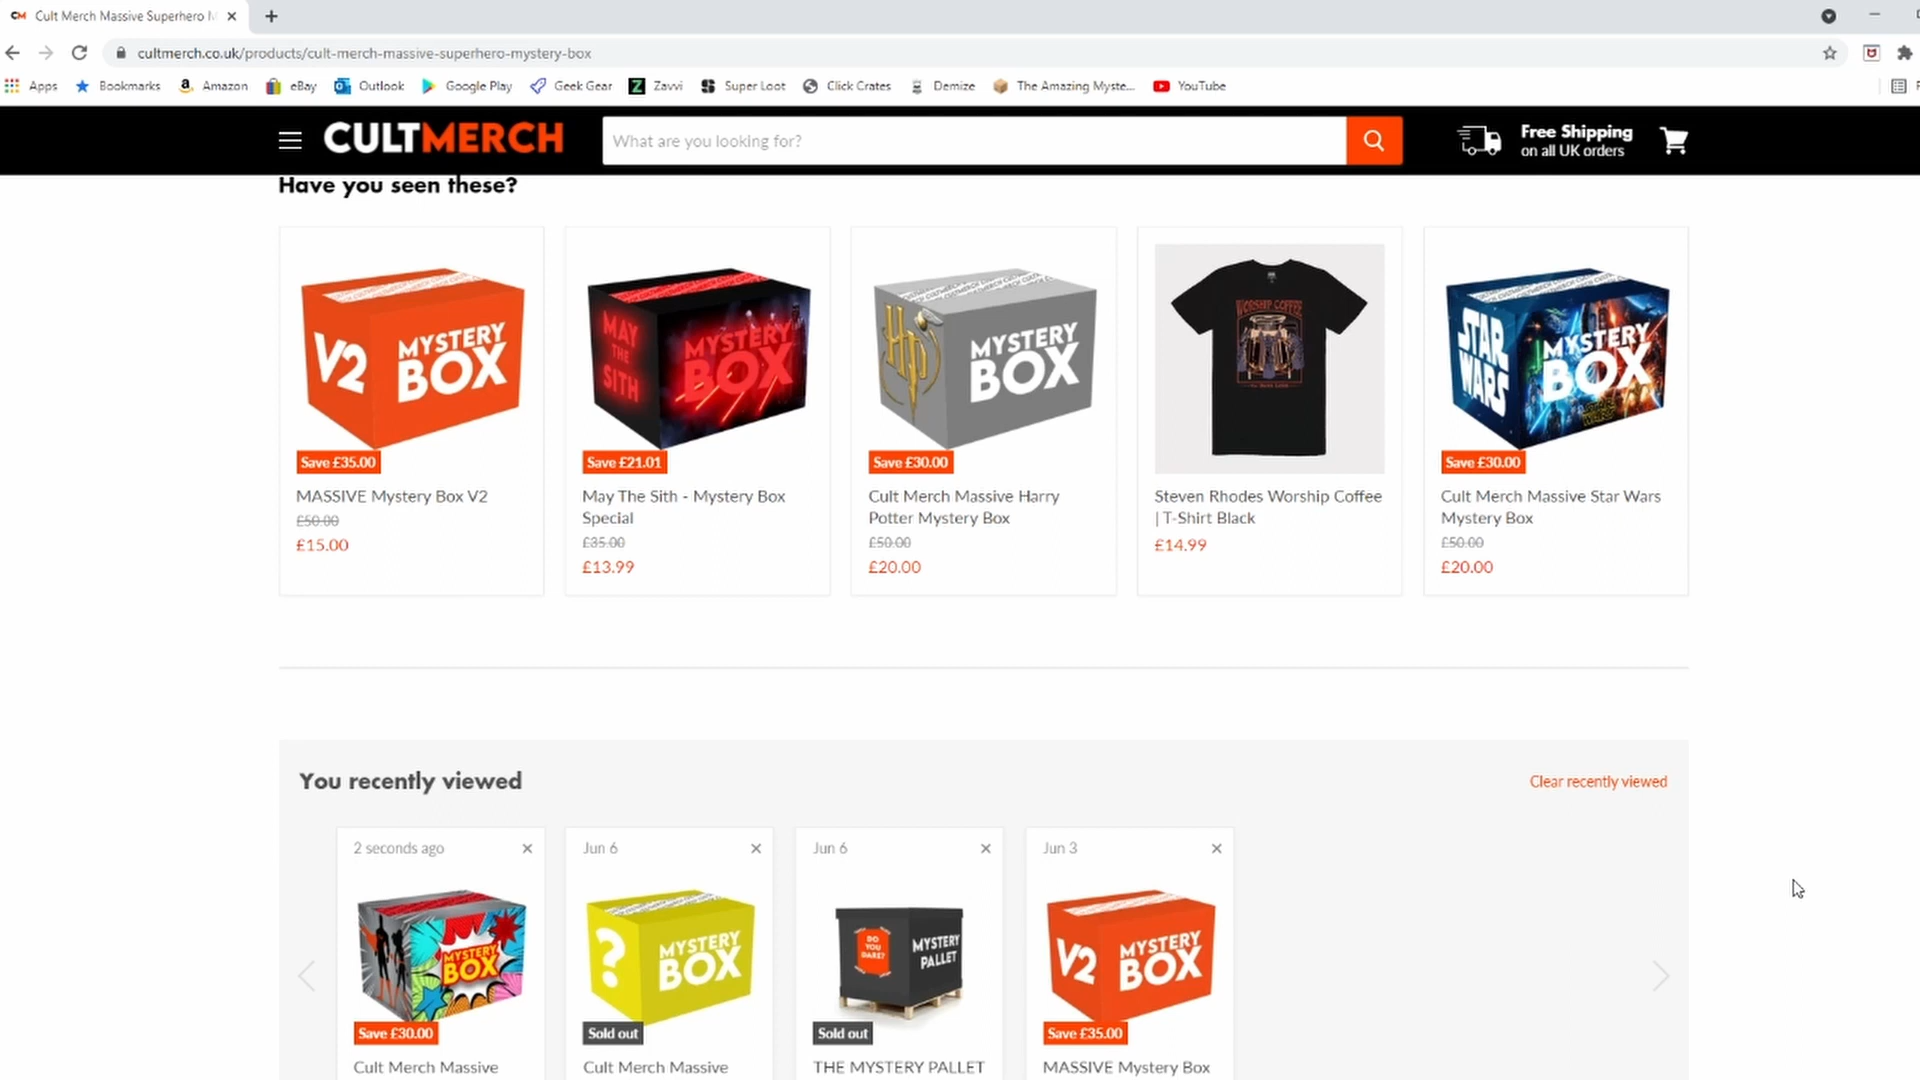 Cult Merch Massive Superhero M
cultmerch.co.uk/products/cult-merch-massive-superhero-mystery-box
Apps Bookmarks Amazon eBay Outlook Google Play Geek Gear Zavvi Super Loot Click Crates Demize The Amazing Myste... YouTube
CULTMERCH
What are you looking for?
Free Shipping
on all UK orders
Have you seen these?
V2 MYSTERY BOX
Save £35.00
MASSIVE Mystery Box V2
£50.00
£15.00
MAY THE SITH MYSTERY BOX
Save £21.01
May The Sith - Mystery Box
Special
£35.00
£13.99
HP MYSTERY BOX
Save £30.00
Cult Merch Massive Harry
Potter Mystery Box
£50.00
£20.00
WORSHIP COFFEE
Steven Rhodes Worship Coffee
| T-Shirt Black
£14.99
STAR WARS MYSTERY BOX
Save £30.00
Cult Merch Massive Star Wars
Mystery Box
£50.00
£20.00
You recently viewed
Clear recently viewed
2 seconds ago
MYSTERY BOX
Save £30.00
Cult Merch Massive
Jun 6
? MYSTERY BOX
Sold out
Cult Merch Massive
Jun 6
DO YOU DARE? MYSTERY PALLET
Sold out
THE MYSTERY PALLET
Jun 3
V2 MYSTERY BOX
Save £35.00
MASSIVE Mystery Box